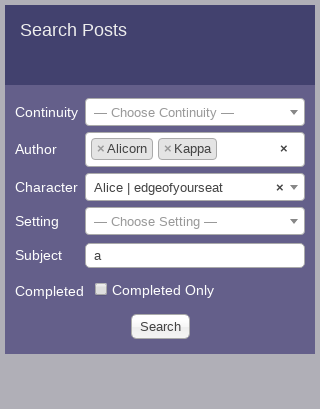 Search Posts
Continuity — Choose Continuity —
Author × Alicorn × Kappa ×
Character Alice | edgeofyourseat ×
Setting — Choose Setting —
Subject a
Completed Completed Only
Search